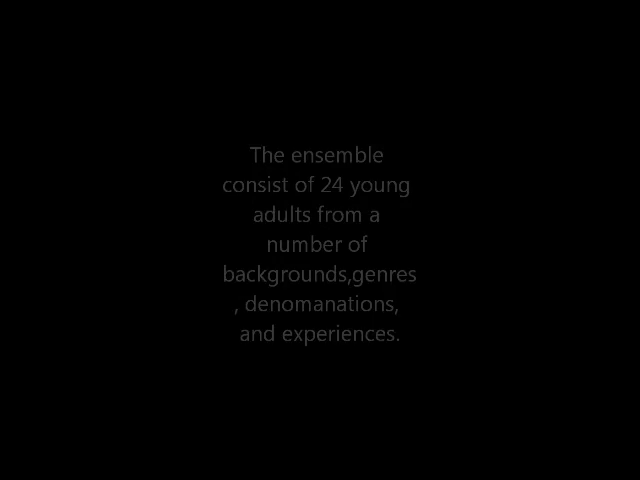 The ensemble
consist of 24 young
adults from a
number of
backgrounds,genres
, denomanations,
and experiences.